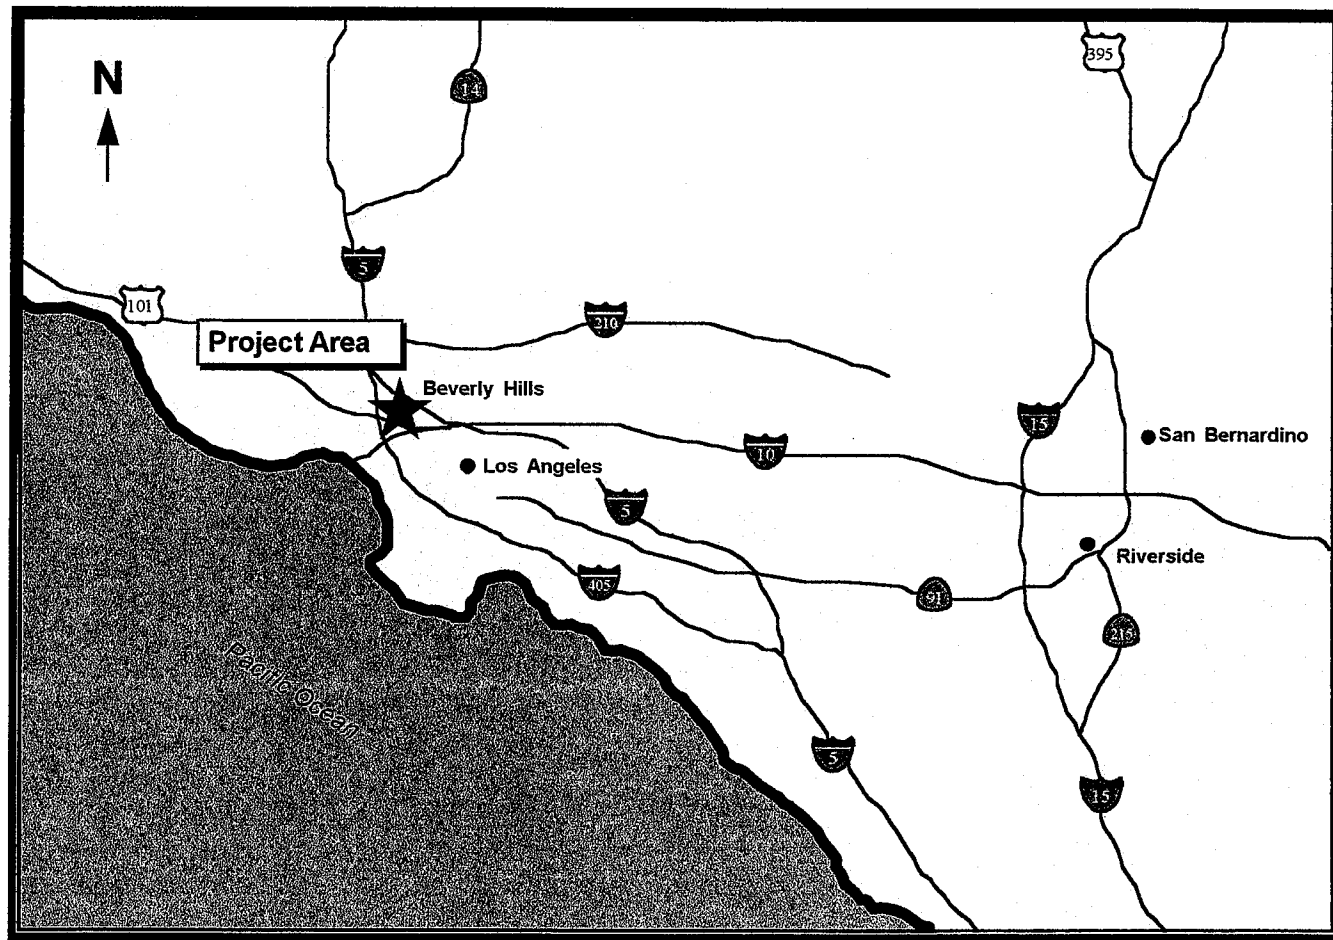 395
N
14
5
101
210
Project Area
Beverly Hills
15
San Bernardino
10
Los Angeles
5
Riverside
405
91
215
Pacific Ocean
5
15